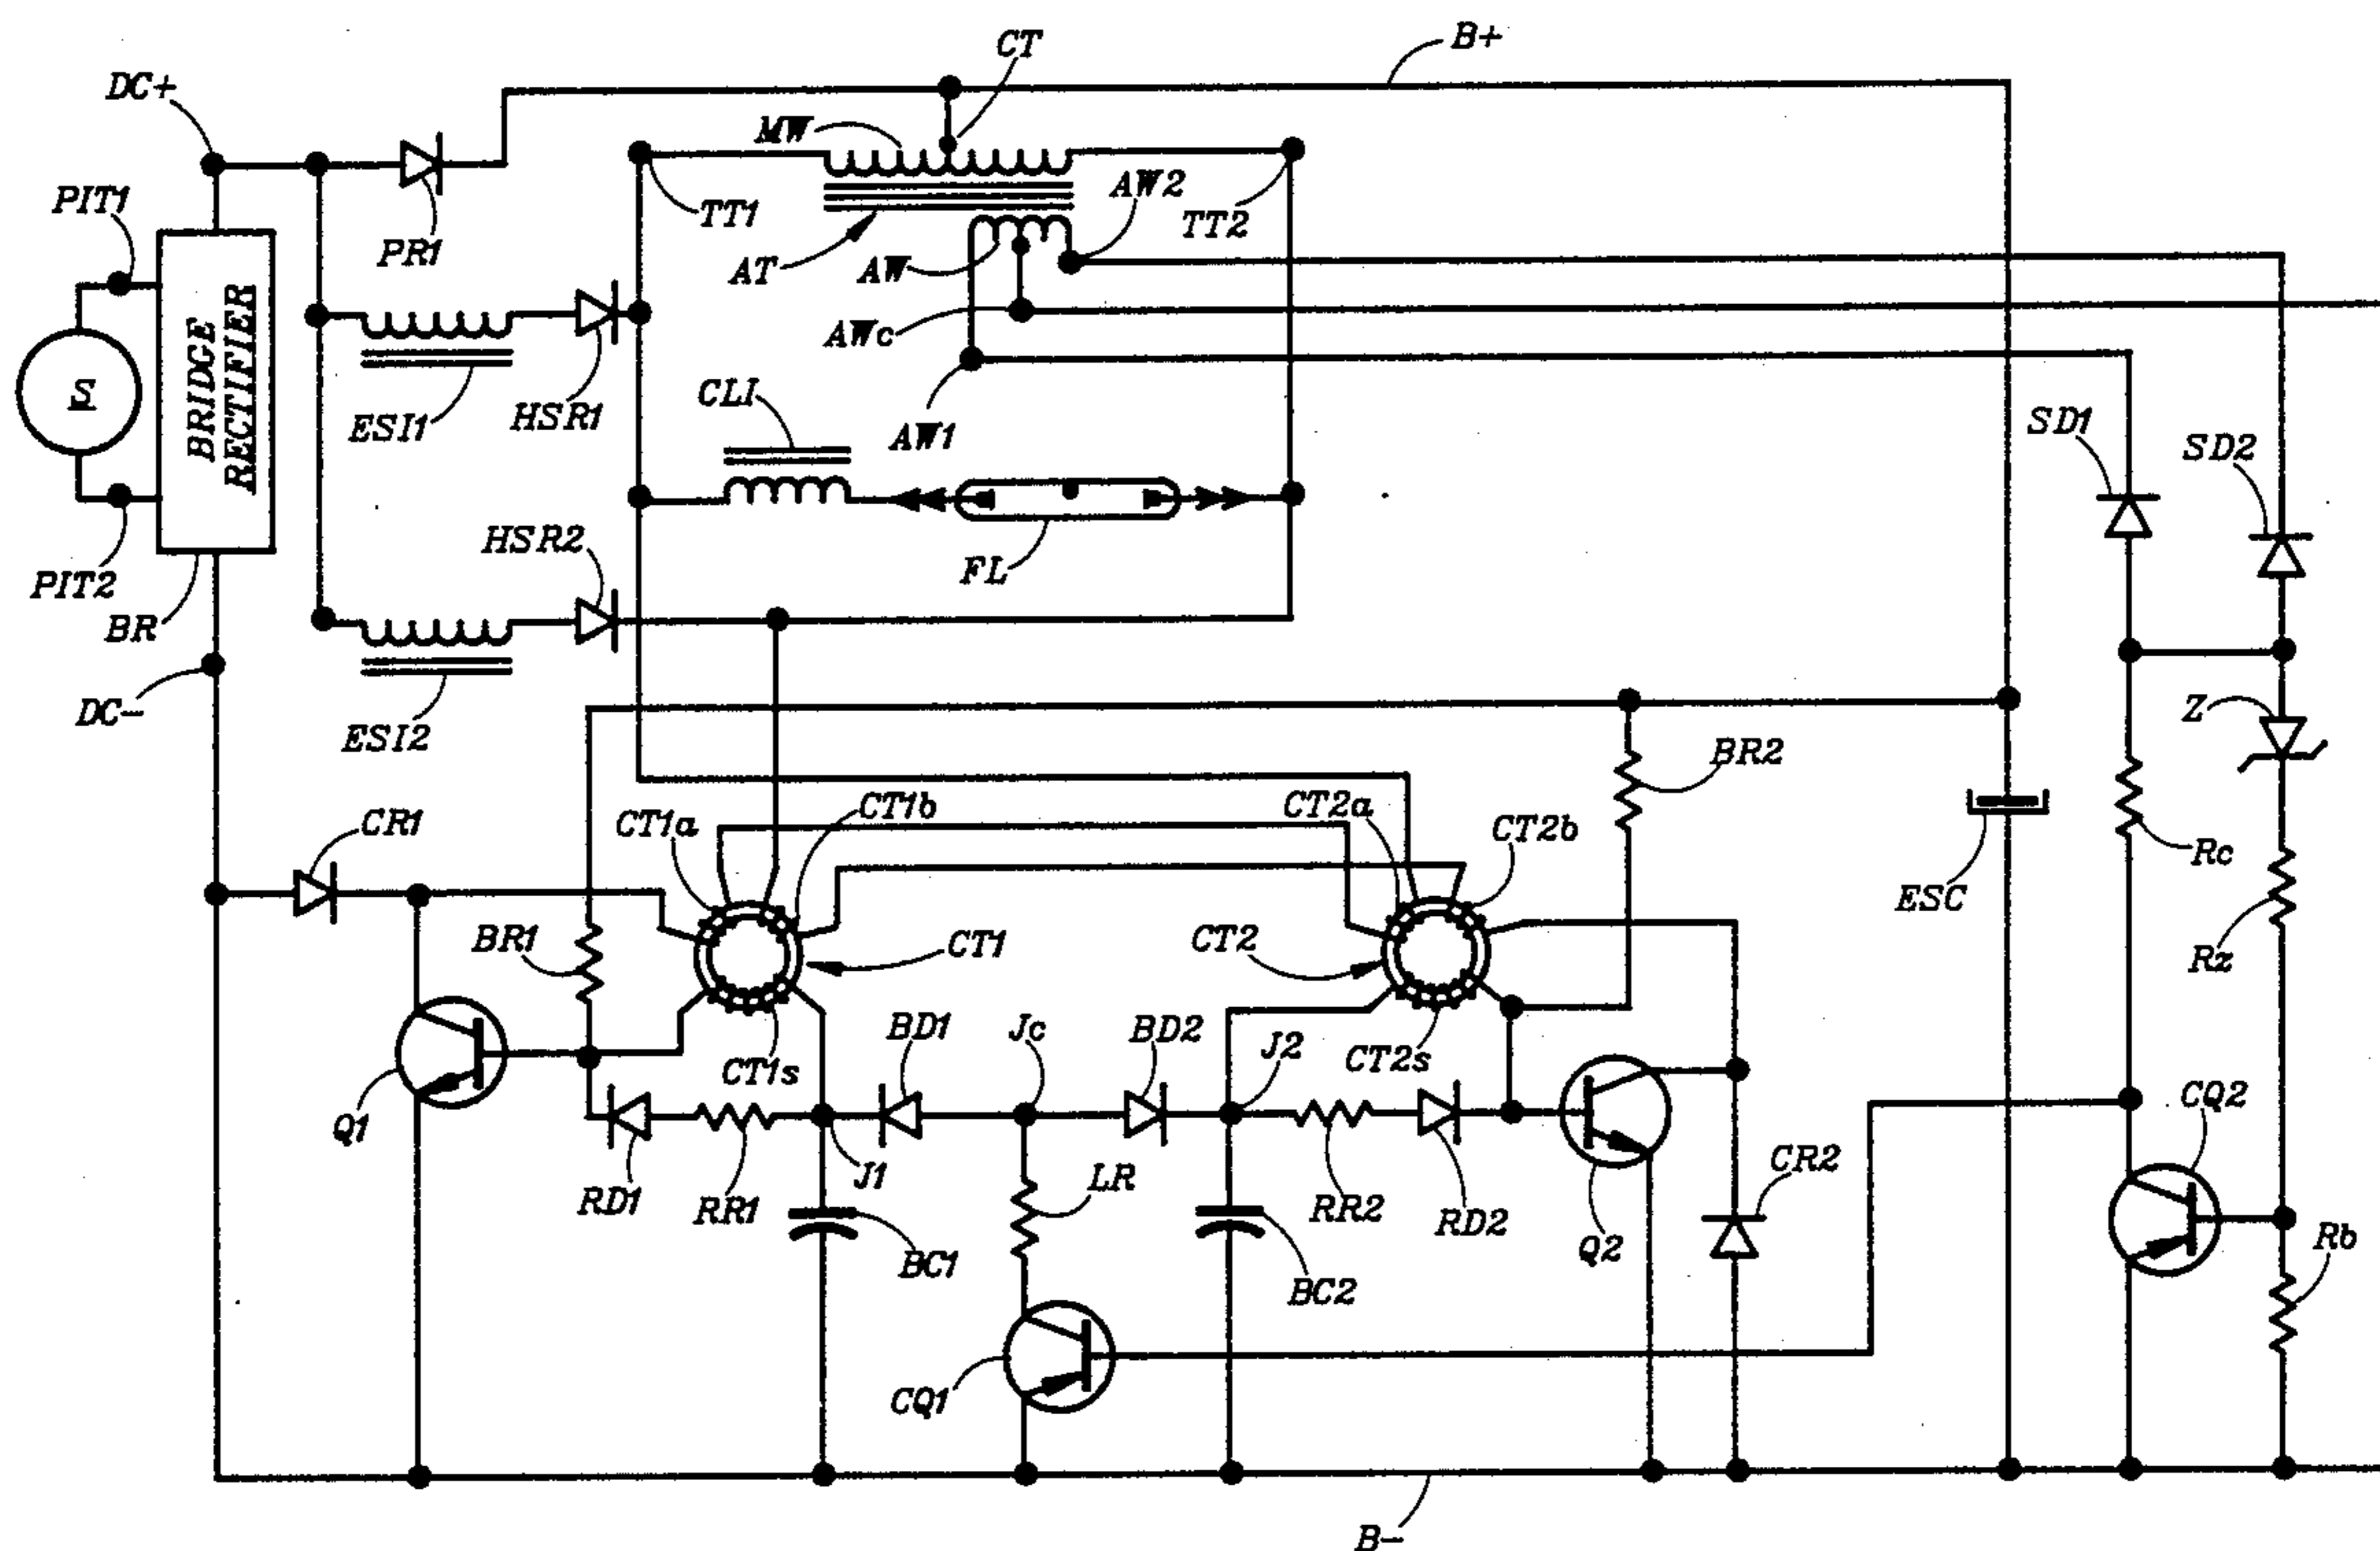 CT
B+
DC+
MW
PIT1
TT1
AW2
TT2
PR1
AT
AW
BRIDGE
RECTIFIER
AWc
S
ESI1
HSR1
CLI
AW1
SD1
SD2
HSR2
PIT2
FL
BR
DC-
ESI2
Z
BR2
CR1
CT1a
CT1b
CT2a
CT2b
Rc
ESC
BR1
CT1
CT2
Rz
BD1
Jc
BD2
J2
CT2s
CT1s
Q1
J1
CQ2
RD1
RR1
LR
RR2
RD2
CR2
Q2
Rb
BC1
BC2
CQ1
B-